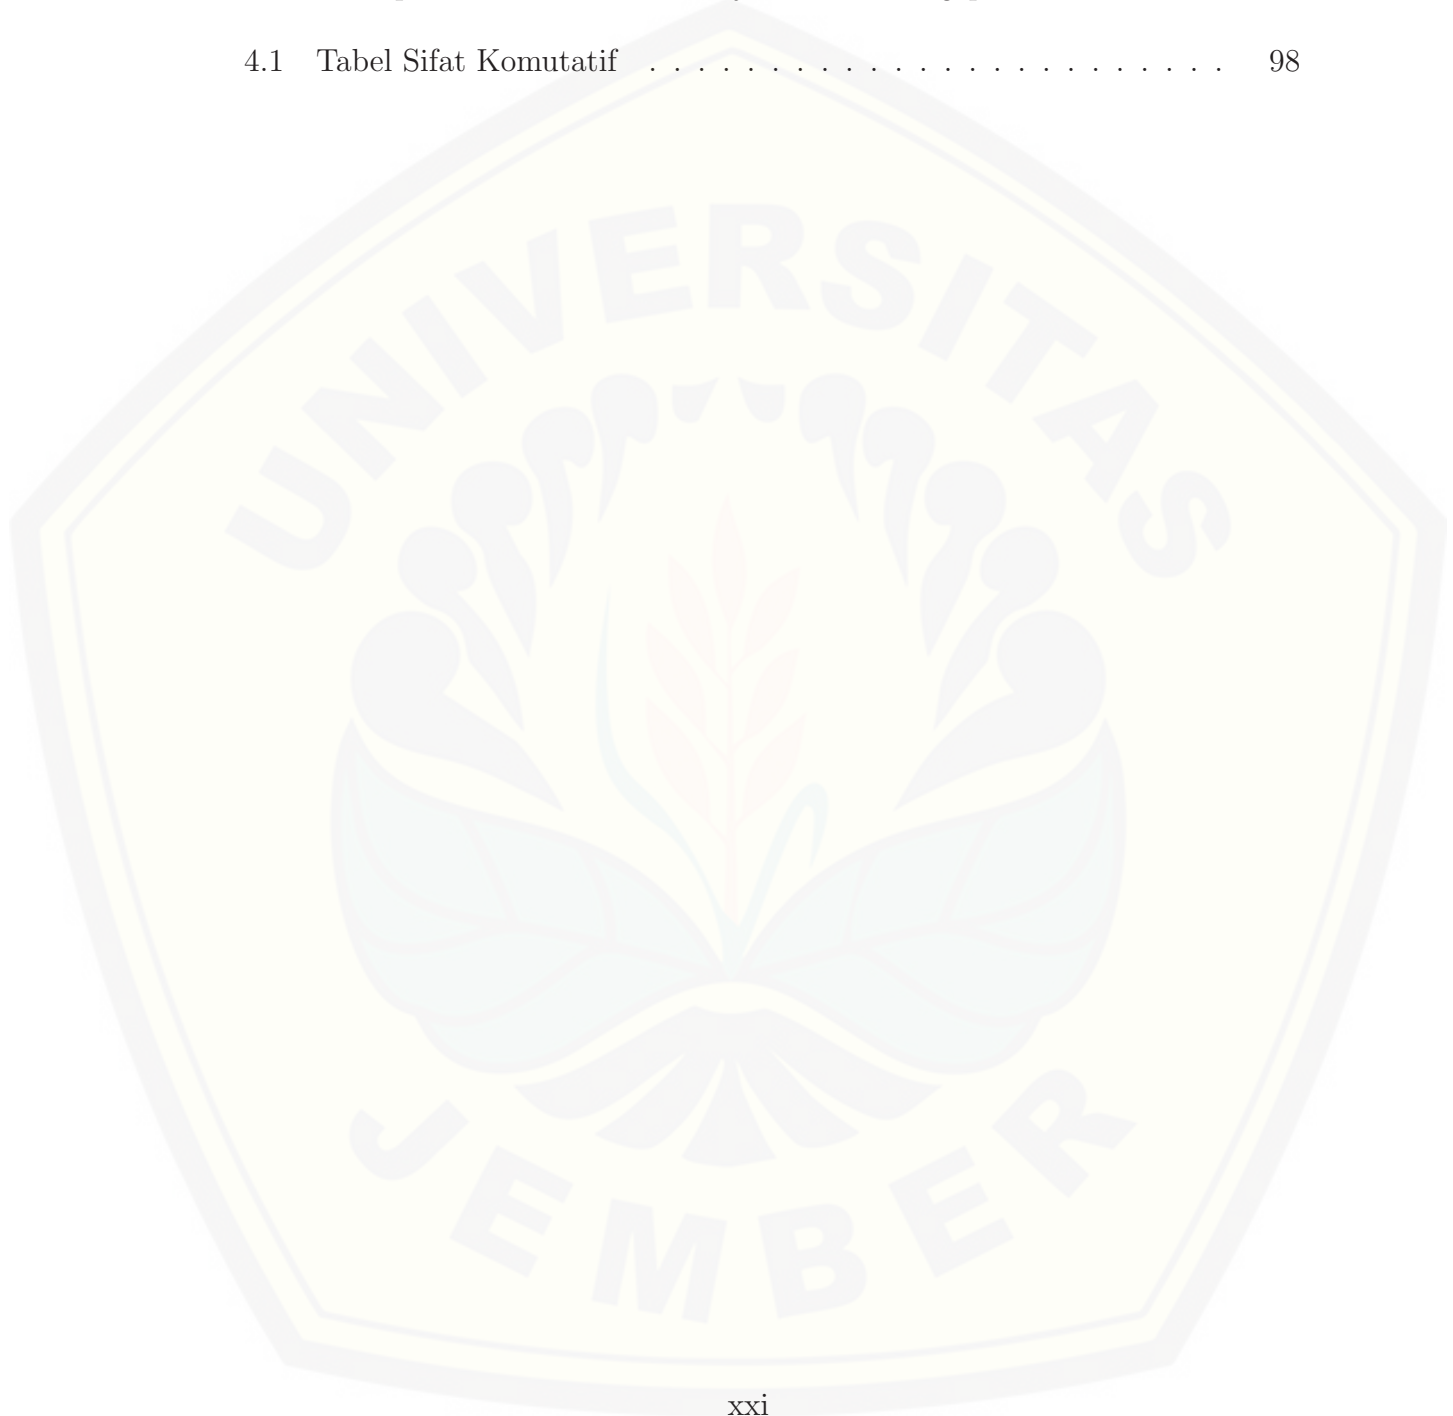 4.1 Tabel Sifat Komutatif . . . . . . . . . . . . . . . . . . . . . . . . 98
UNIVERSITAS
JEMBER
xxi